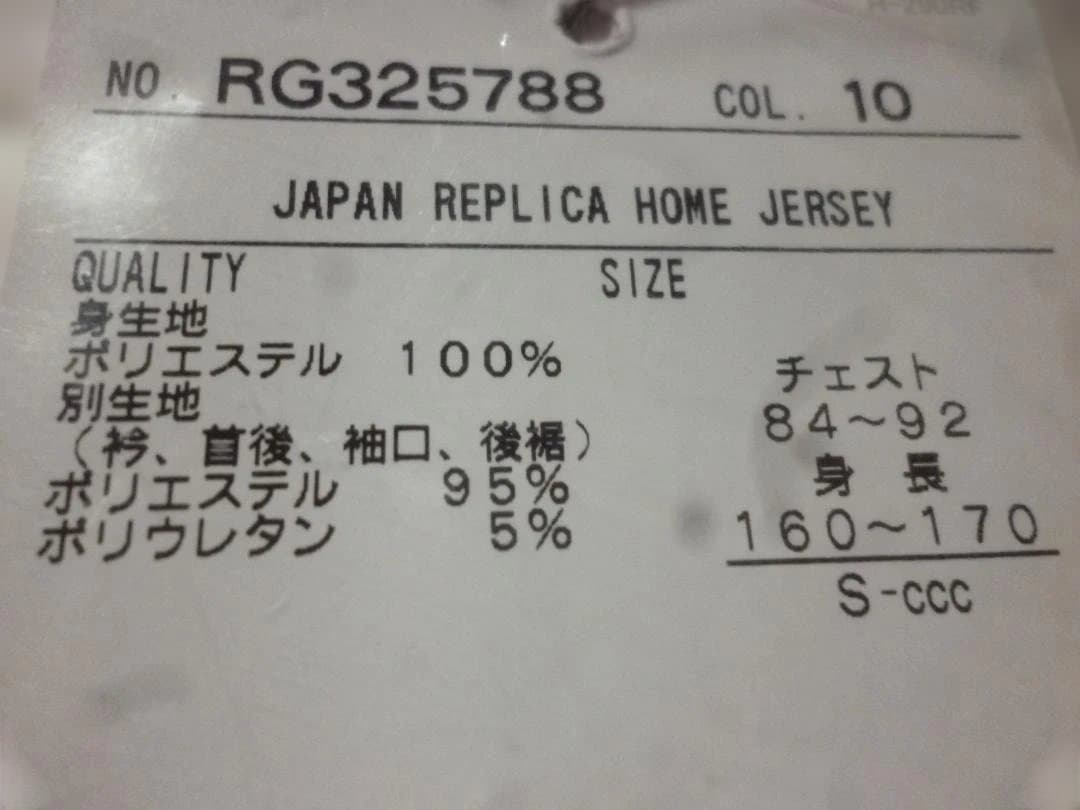 NO. RG325788 COL. 10
JAPAN REPLICA HOME JERSEY
QUALITY SIZE
身生地
ポリエステル 100%
別生地
（衿、首後、袖口、後裾）
ポリエステル 95%
ポリウレタン 5%
チェスト
84～92
身 長
160～170
S-CCC